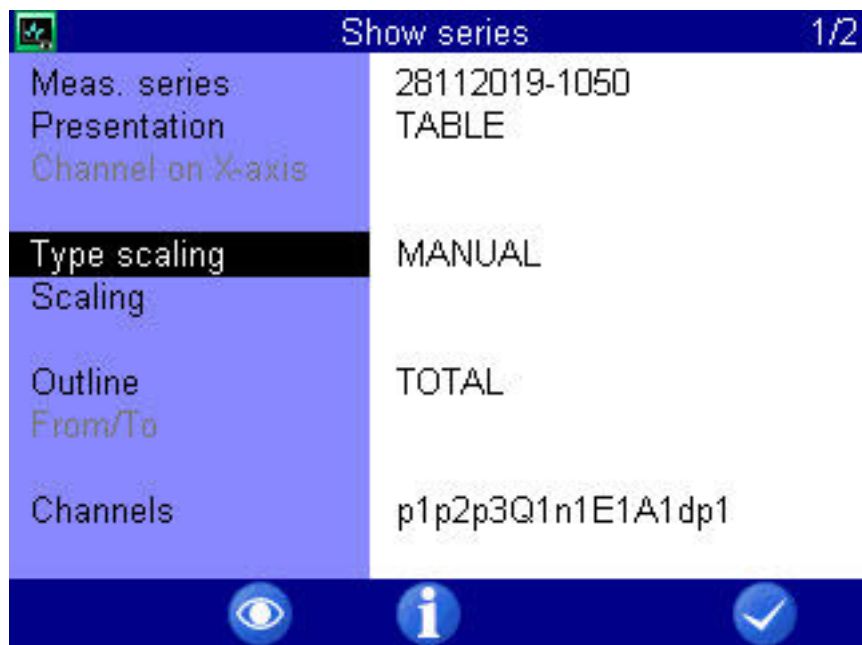 Show series 1/2
Meas. series 28112019-1050
Presentation TABLE
Channel on X-axis
Type scaling MANUAL
Scaling
Outline TOTAL
From/To
Channels p1p2p3Q1n1E1A1dp1